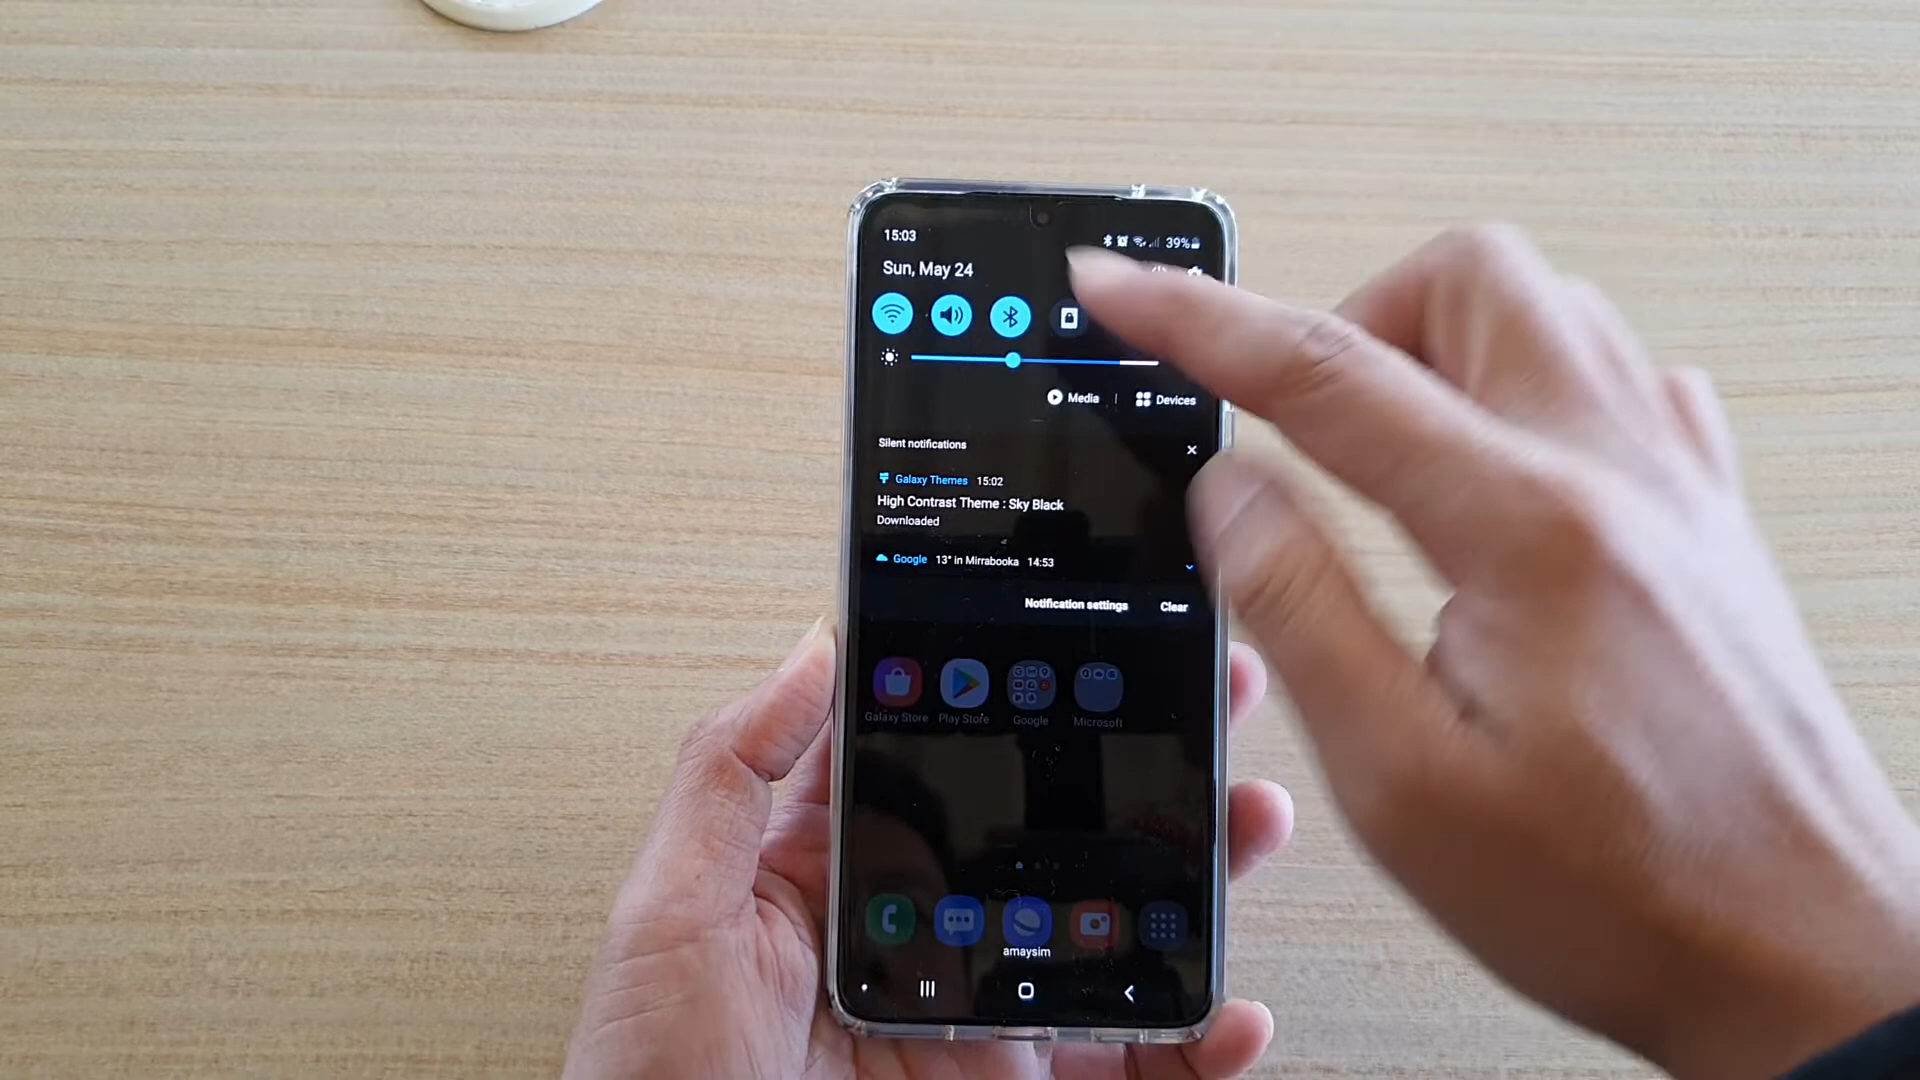 15:03
39%
Sun, May 24
Media | Devices
Silent notifications
Galaxy Themes 15:02
High Contrast Theme : Sky Black
Downloaded
Google 13° in Mirrabooka 14:53
Notification settings Clear
Galaxy Store Play Store Google Microsoft
amaysim